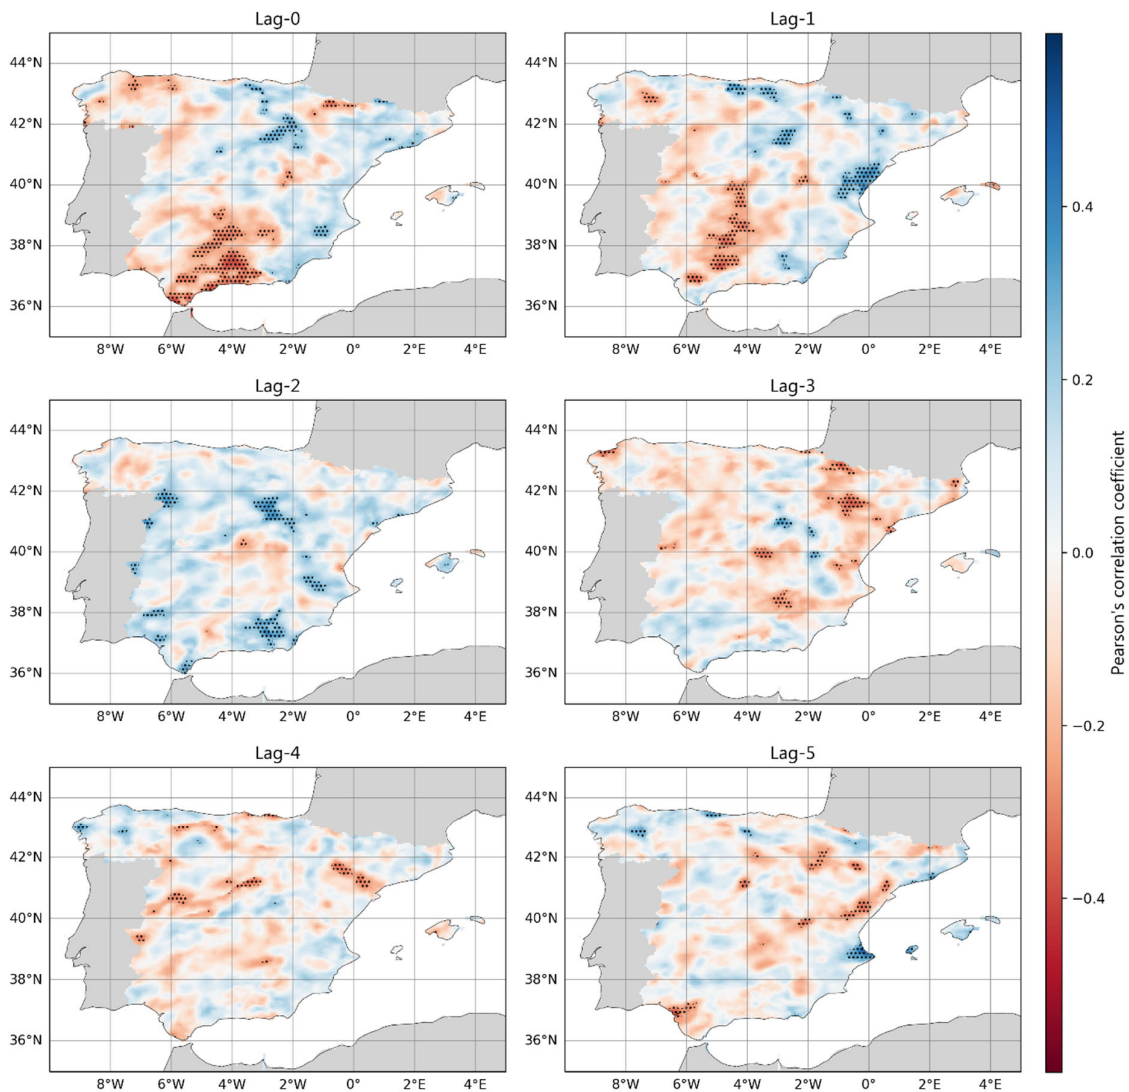 Lag-0 Lag-1
44°N 44°N
42°N 42°N 0.4
40°N 40°N
38°N 38°N
36°N 36°N
8°W 6°W 4°W 2°W 0° 2°E 4°E 8°W 6°W 4°W 2°W 0° 2°E 4°E
Lag-2 Lag-3
0.2
44°N 44°N
42°N 42°N
40°N 40°N 0.0
38°N 38°N
36°N 36°N
8°W 6°W 4°W 2°W 0° 2°E 4°E 8°W 6°W 4°W 2°W 0° 2°E 4°E
−0.2
Lag-4 Lag-5
44°N 44°N
42°N 42°N
−0.4
40°N 40°N
38°N 38°N
36°N 36°N
8°W 6°W 4°W 2°W 0° 2°E 4°E 8°W 6°W 4°W 2°W 0° 2°E 4°E
Pearson's correlation coefficient